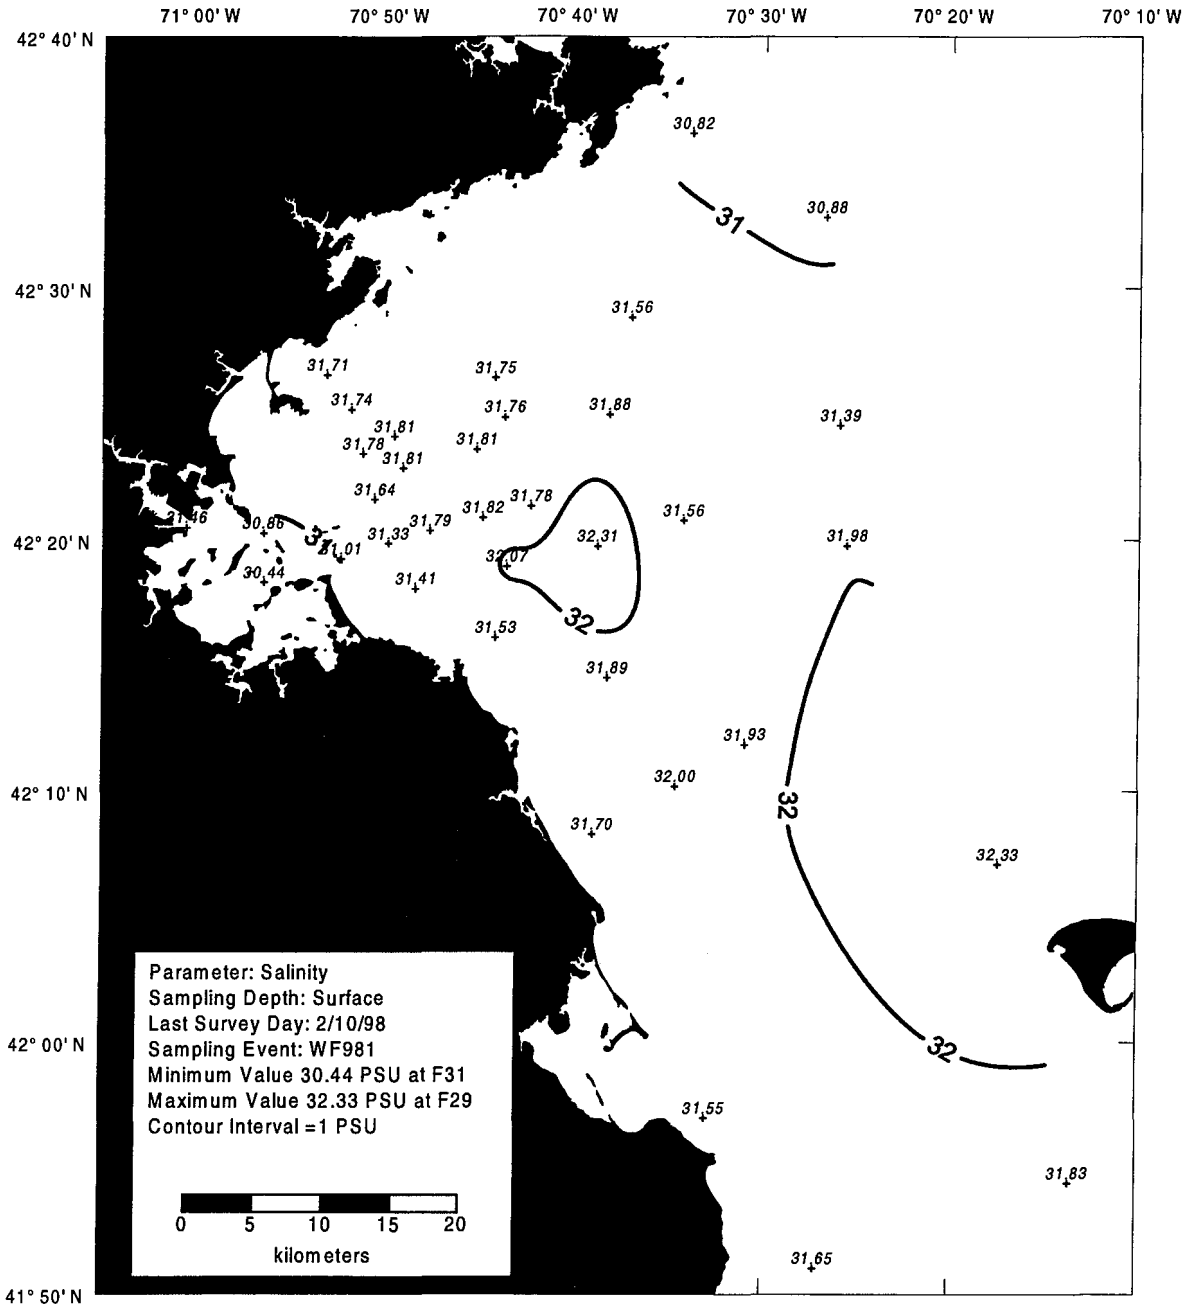 71° 00' W 70° 50' W 70° 40' W 70° 30' W 70° 20' W 70° 10' W
42° 40' N
30.82
30.88
31
42° 30' N
31.56
31.71
31.75
31.74
31.76
31.88
31.39
31.81
31.78
31.81
31.81
31.64
31.82
31.78
31.56
31.46
30.86
31.79
42° 20' N
31
31.01
31.33
32.07
32.31
31.98
30.44
31.41
31.53
32
31.89
31.93
32.00
42° 10' N
32
31.70
32.33
Parameter: Salinity
Sampling Depth: Surface
Last Survey Day: 2/10/98
Sampling Event: WF981
Minimum Value 30.44 PSU at F31
Maximum Value 32.33 PSU at F29
Contour Interval =1 PSU
0 5 10 15 20
kilometers
42° 00' N
32
31.55
31.83
31.65
41° 50' N